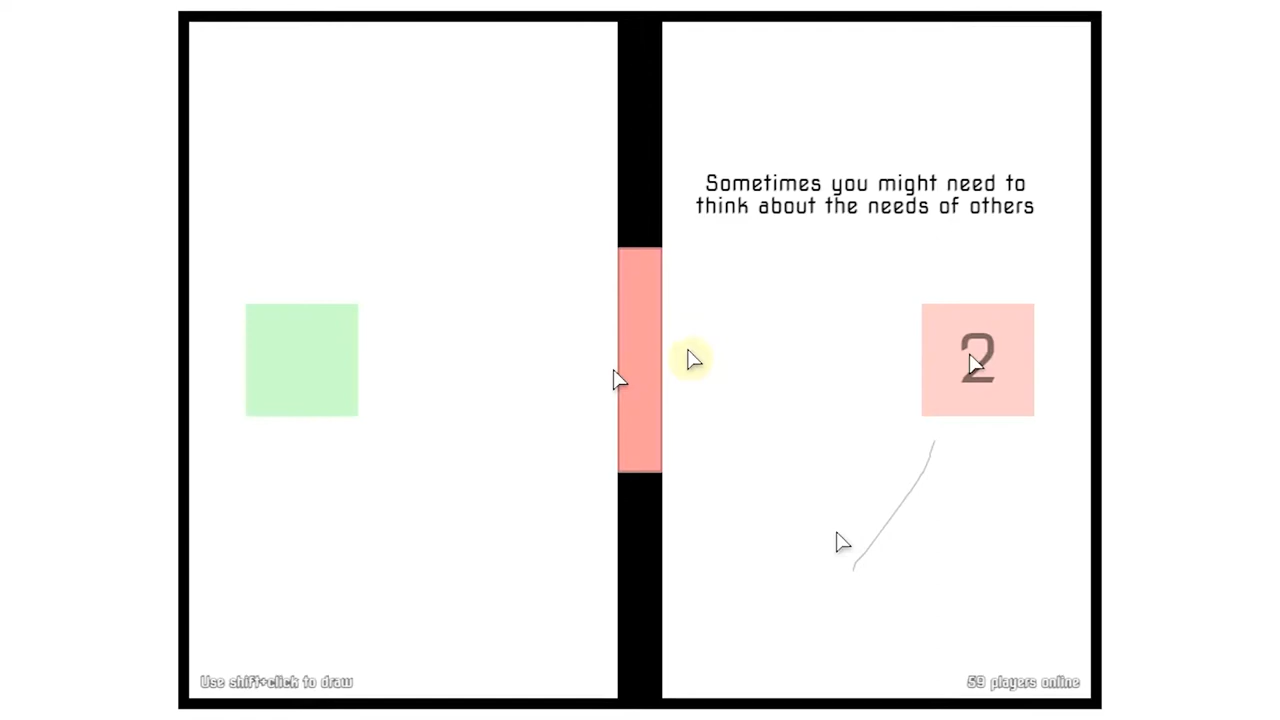 Sometimes you might need to
think about the needs of others
2
Use shift+click to draw
59 players online